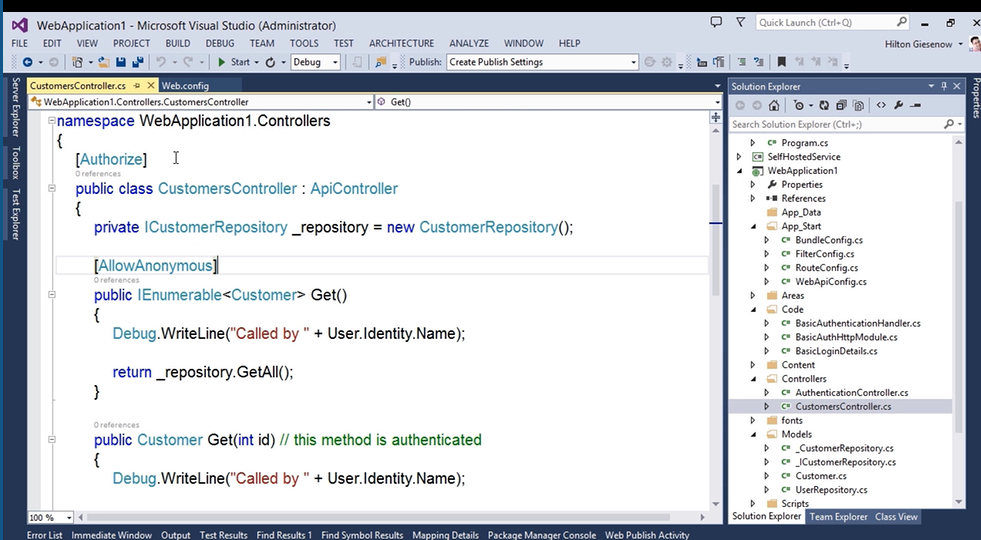 WebApplication1 - Microsoft Visual Studio (Administrator)
Quick Launch (Ctrl+Q)
FILE EDIT VIEW PROJECT BUILD DEBUG TEAM TOOLS TEST ARCHITECTURE ANALYZE WINDOW HELP
Hilton Giesenow
Start Debug Publish: Create Publish Settings
Server Explorer
Toolbox
Test Explorer
CustomersController.cs Web.config
WebApplication1.Controllers.CustomersController Get()
namespace WebApplication1.Controllers
{
[Authorize]
0 references
public class CustomersController : ApiController
{
private ICustomerRepository _repository = new CustomerRepository();
[AllowAnonymous]
0 references
public IEnumerable<Customer> Get()
{
Debug.WriteLine("Called by " + User.Identity.Name);
return _repository.GetAll();
}
0 references
public Customer Get(int id) // this method is authenticated
{
Debug.WriteLine("Called by " + User.Identity.Name);
100 %
Solution Explorer
Search Solution Explorer (Ctrl+;)
Program.cs
SelfHostedService
WebApplication1
Properties
References
App_Data
App_Start
BundleConfig.cs
FilterConfig.cs
RouteConfig.cs
WebApiConfig.cs
Areas
Code
BasicAuthenticationHandler.cs
BasicAuthHttpModule.cs
BasicLoginDetails.cs
Content
Controllers
AuthenticationController.cs
CustomersController.cs
fonts
Models
_CustomerRepository.cs
_ICustomerRepository.cs
Customer.cs
UserRepository.cs
Scripts
Solution Explorer Team Explorer Class View
Properties
Error List Immediate Window Output Test Results Find Results 1 Find Symbol Results Mapping Details Package Manager Console Web Publish Activity